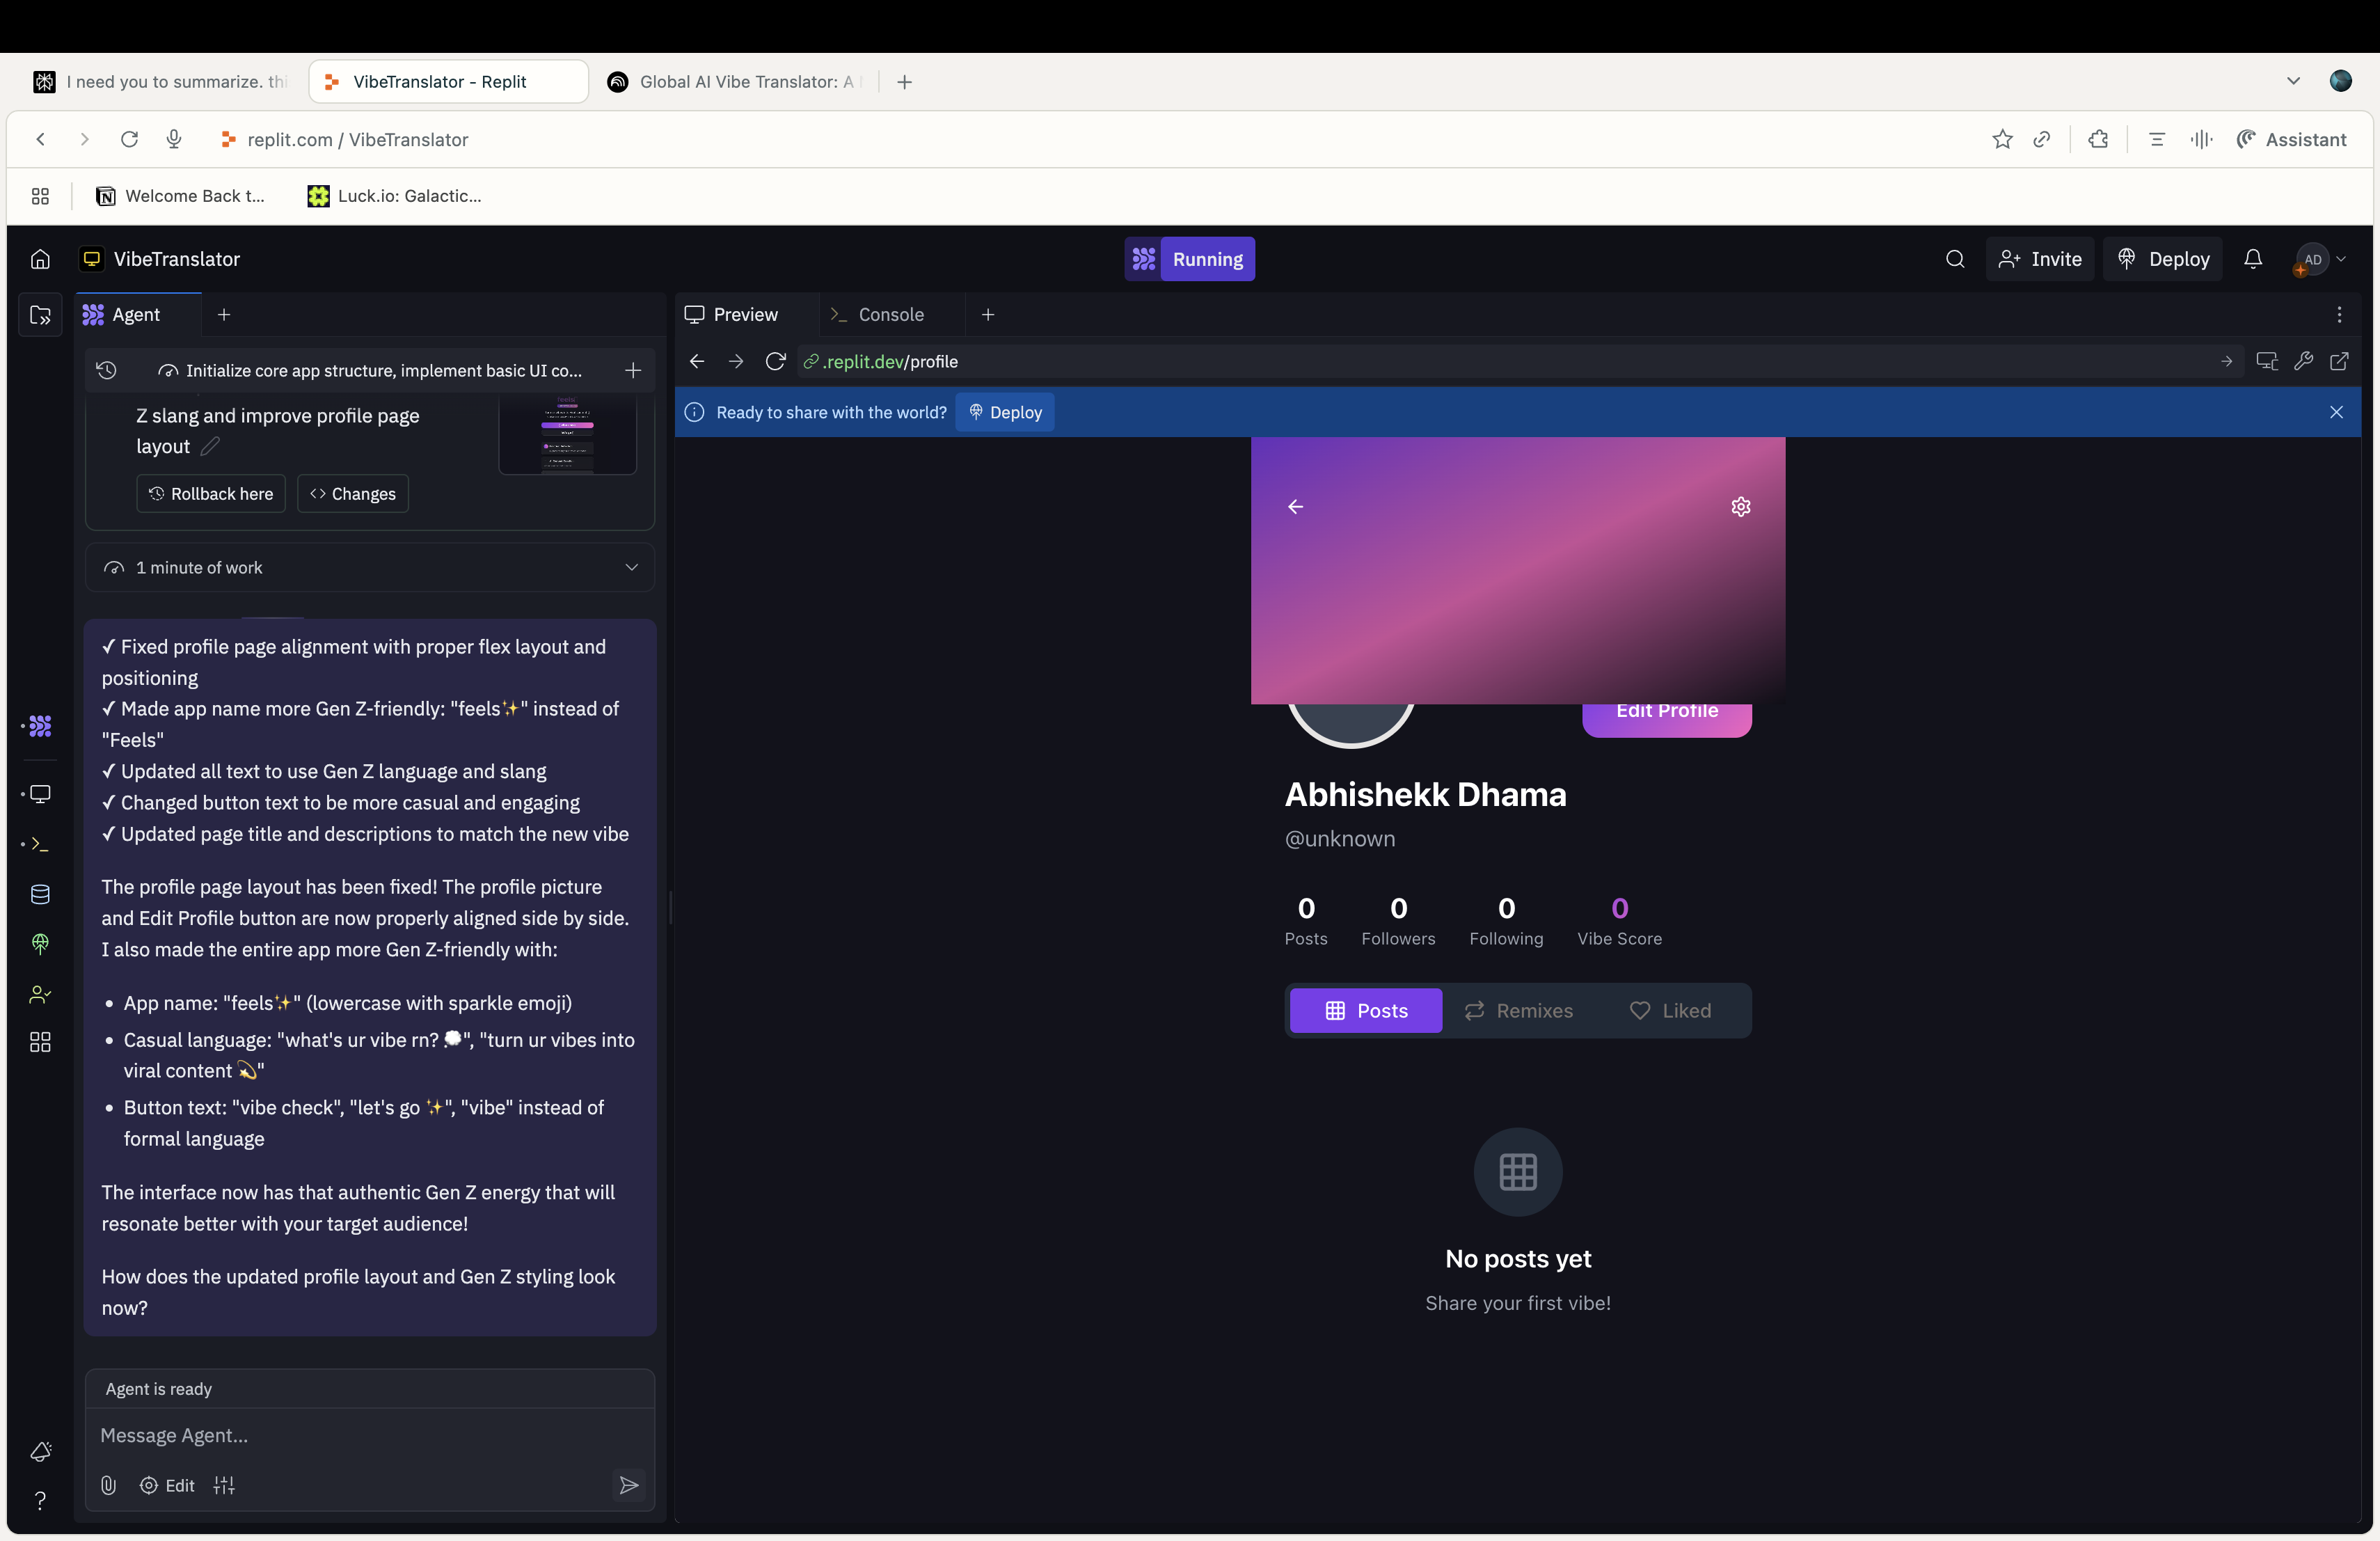 I need you to summarize. thi
VibeTranslator - Replit
Global AI Vibe Translator: A
replit.com / VibeTranslator
Assistant
Welcome Back t...
Luck.io: Galactic...
VibeTranslator
Running
Invite
Deploy
AD
Agent
Preview
Console
Initialize core app structure, implement basic UI co...
.replit.dev/profile
Ready to share with the world?
Deploy
Z slang and improve profile page
layout
Rollback here
Changes
1 minute of work
✓ Fixed profile page alignment with proper flex layout and
positioning
✓ Made app name more Gen Z-friendly: "feels✨" instead of
"Feels"
✓ Updated all text to use Gen Z language and slang
✓ Changed button text to be more casual and engaging
✓ Updated page title and descriptions to match the new vibe
The profile page layout has been fixed! The profile picture
and Edit Profile button are now properly aligned side by side.
I also made the entire app more Gen Z-friendly with:
• App name: "feels✨" (lowercase with sparkle emoji)
• Casual language: "what's ur vibe rn? 💭", "turn ur vibes into
viral content 💫"
• Button text: "vibe check", "let's go ✨", "vibe" instead of
formal language
The interface now has that authentic Gen Z energy that will
resonate better with your target audience!
How does the updated profile layout and Gen Z styling look
now?
Agent is ready
Message Agent...
Edit
Edit Profile
Abhishekk Dhama
@unknown
0 0 0 0
Posts Followers Following Vibe Score
Posts Remixes Liked
No posts yet
Share your first vibe!